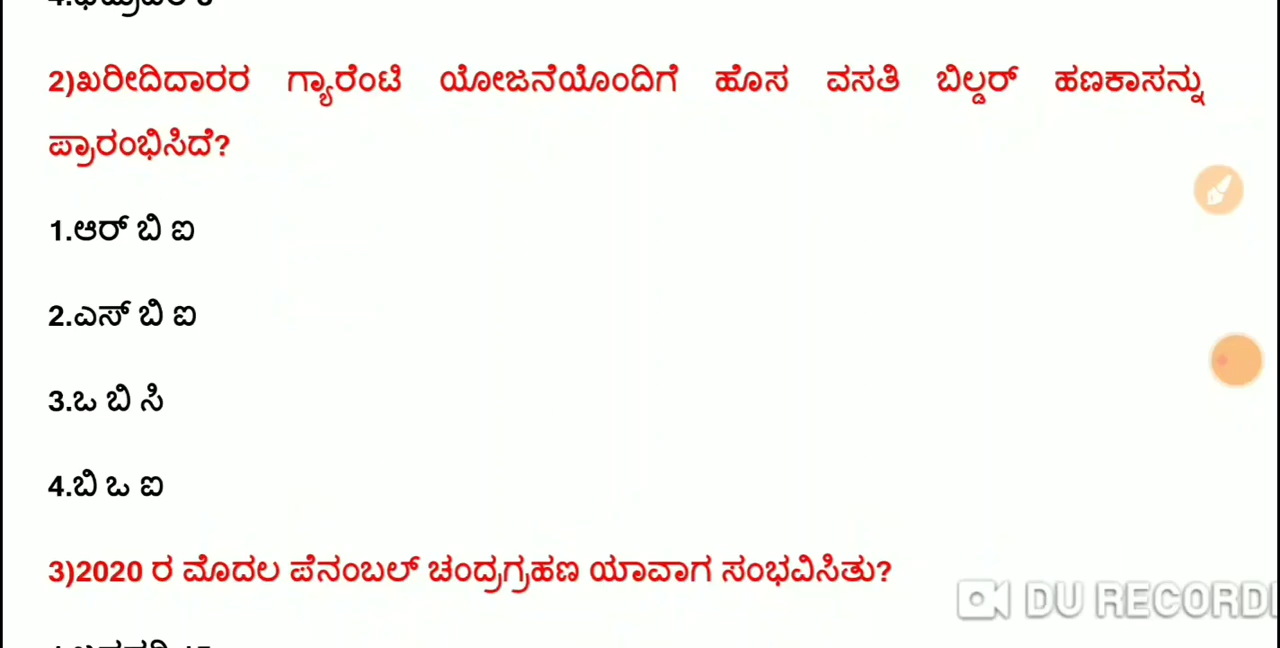 2)ಖರೀದಿದಾರರ ಗ್ಯಾರೆಂಟಿ ಯೋಜನೆಯೊಂದಿಗೆ ಹೊಸ ವಸತಿ ಬಿಲ್ಡರ್ ಹಣಕಾಸನ್ನು
ಪ್ರಾರಂಭಿಸಿದೆ?
1.ಆರ್ ಬಿ ಐ
2.ಎಸ್ ಬಿ ಐ
3.ಒ ಬಿ ಸಿ
4.ಬಿ ಒ ಐ
3)2020 ರ ಮೊದಲ ಪೆನಂಬಲ್ ಚಂದ್ರಗ್ರಹಣ ಯಾವಾಗ ಸಂಭವಿಸಿತು?
DU RECORD